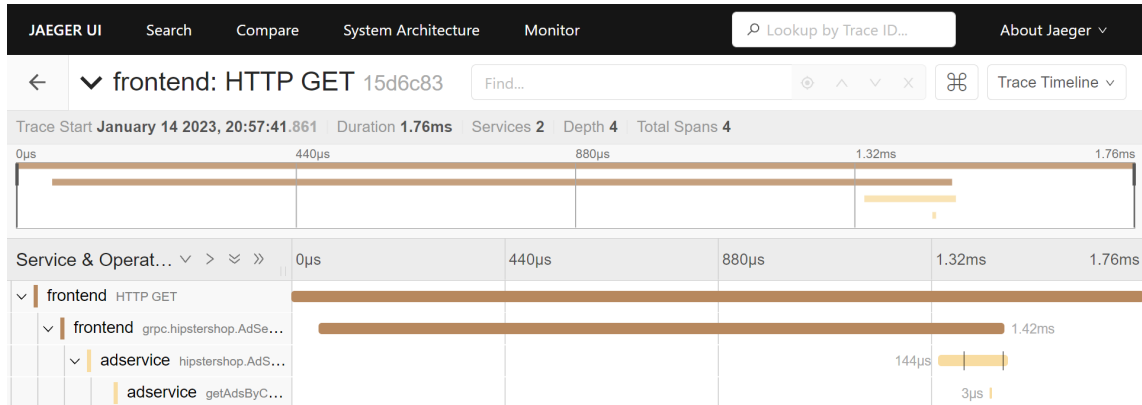 JAEGER UI Search Compare System Architecture Monitor Lookup by Trace ID... About Jaeger
frontend: HTTP GET 15d6c83 Find... ⌘ Trace Timeline
Trace Start January 14 2023, 20:57:41.861 Duration 1.76ms Services 2 Depth 4 Total Spans 4
0μs 440μs 880μs 1.32ms 1.76ms
Service & Operat... 0μs 440μs 880μs 1.32ms 1.76ms
frontend HTTP GET
frontend grpc.hipstershop.AdSe... 1.42ms
adservice hipstershop.AdS... 144μs
adservice getAdsByC... 3μs